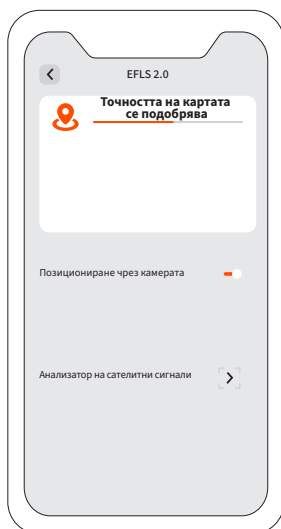 EFLS 2.0
Точността на картата
се подобрява
Позициониране чрез камерата
Анализатор на сателитни сигнали